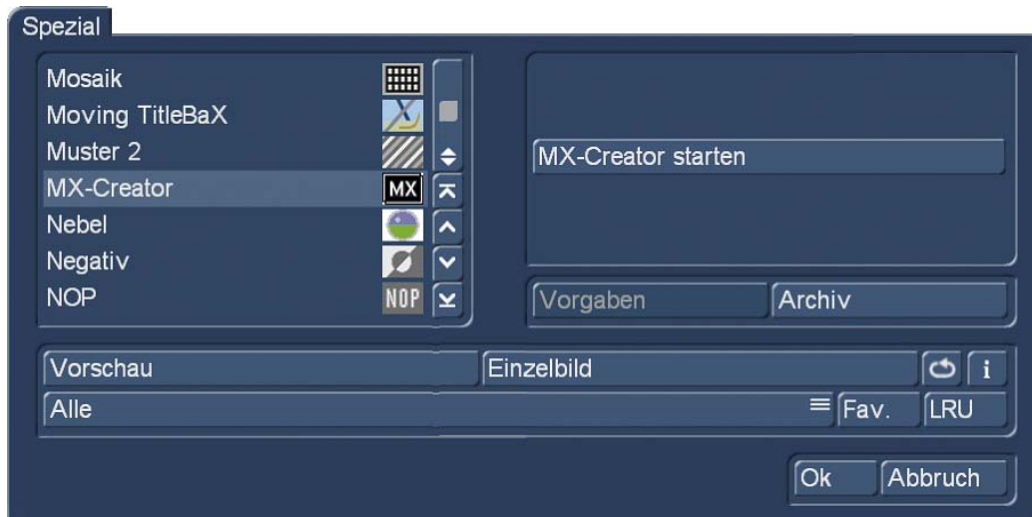 Spezial
Mosaik
Moving TitleBaX
Muster 2
MX-Creator MX
Nebel
Negativ
NOP NOP
MX-Creator starten
Vorgaben Archiv
Vorschau Einzelbild i
Alle Fav. LRU
Ok Abbruch